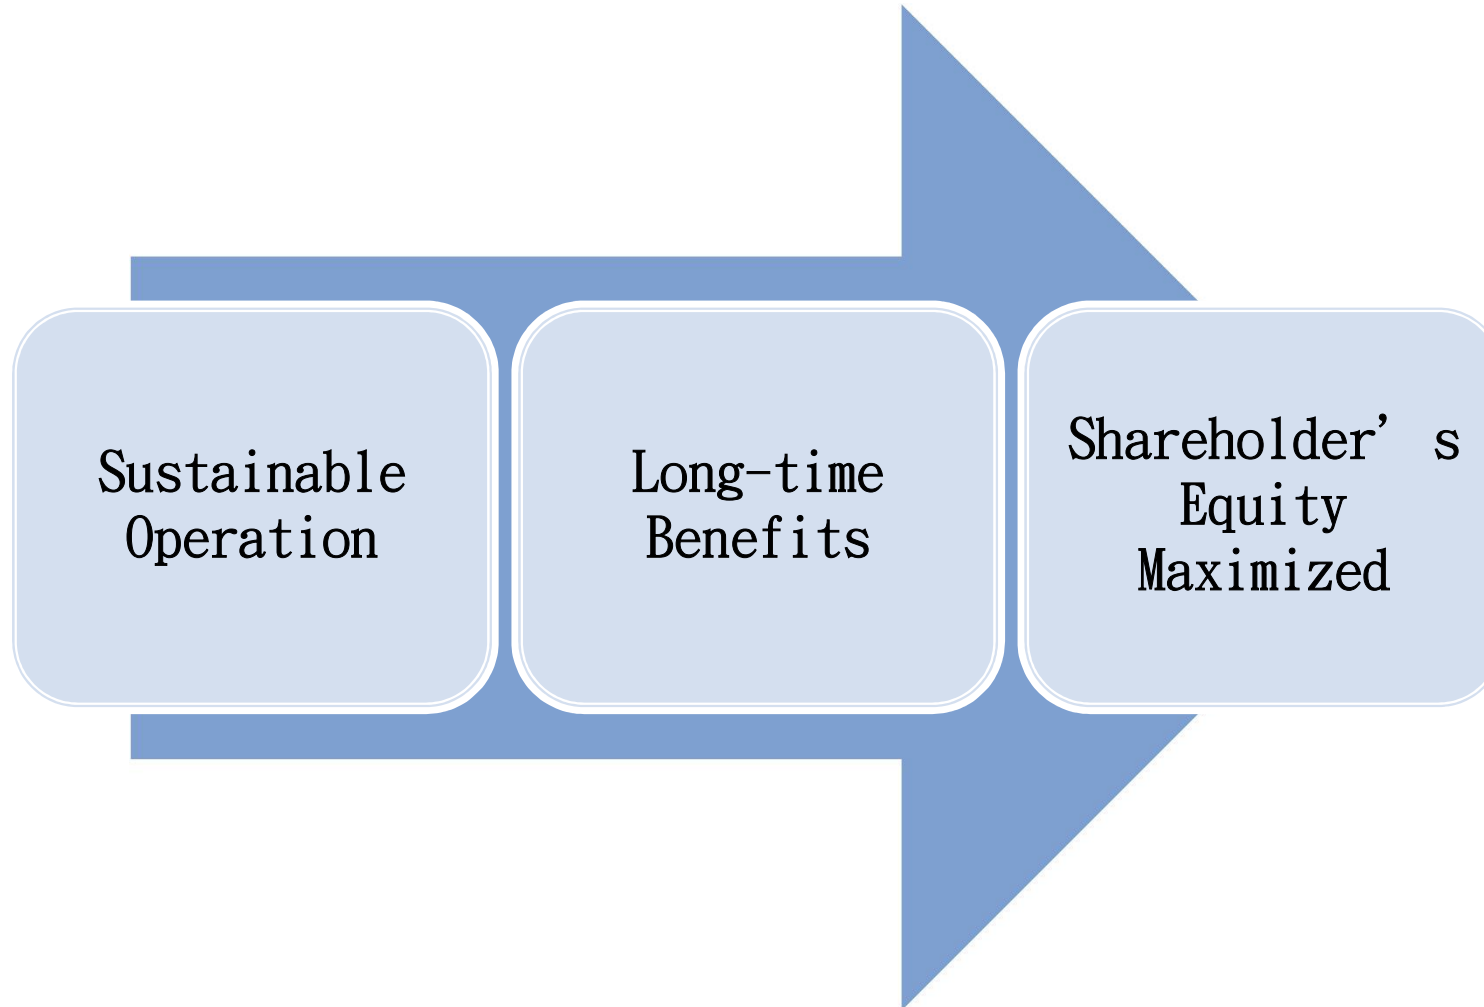 Sustainable
Operation
Long-time
Benefits
Shareholder’s
Equity
Maximized